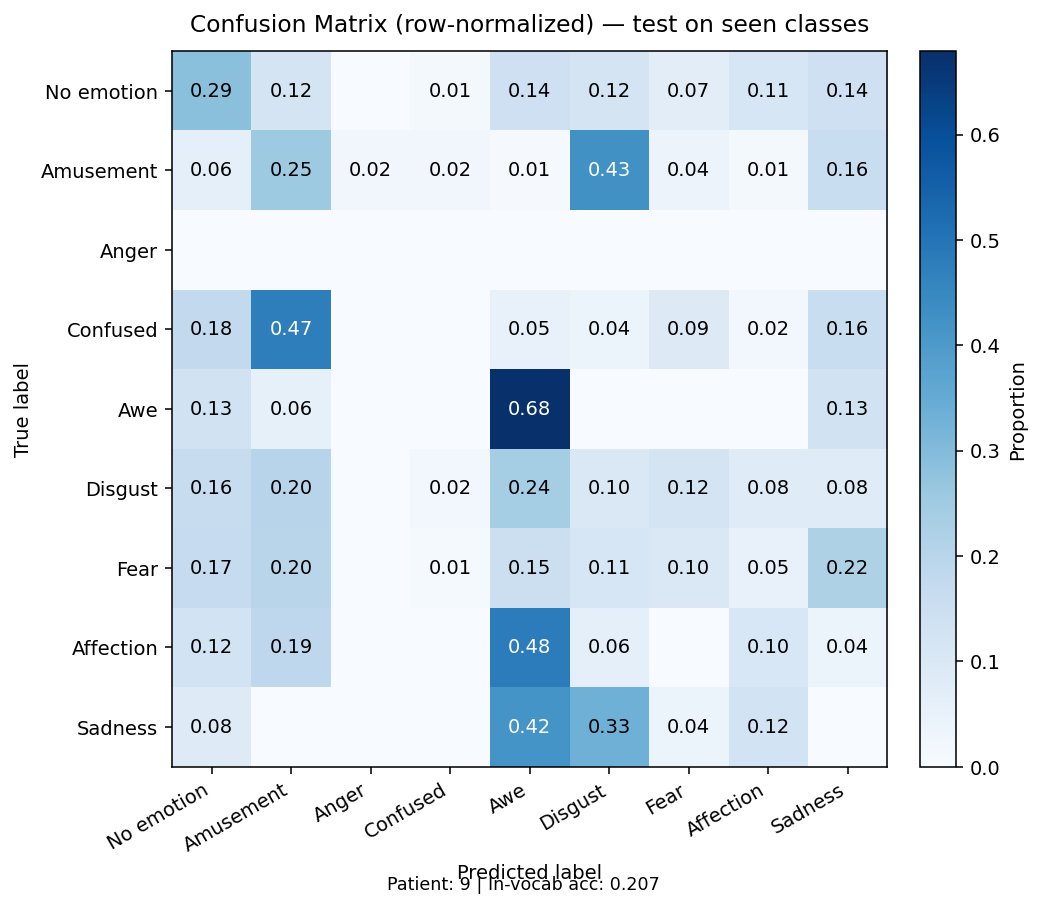 Confusion Matrix (row-normalized) — test on seen classes
No emotion 0.29 0.12 0.01 0.14 0.12 0.07 0.11 0.14
Amusement 0.06 0.25 0.02 0.02 0.01 0.43 0.04 0.01 0.16
Anger
Confused 0.18 0.47 0.05 0.04 0.09 0.02 0.16
Awe 0.13 0.06 0.68 0.13
Disgust 0.16 0.20 0.02 0.24 0.10 0.12 0.08 0.08
Fear 0.17 0.20 0.01 0.15 0.11 0.10 0.05 0.22
Affection 0.12 0.19 0.48 0.06 0.10 0.04
Sadness 0.08 0.42 0.33 0.04 0.12
True label
No emotion Amusement Anger Confused Awe Disgust Fear Affection Sadness
Predicted label
Patient: 9 | In-vocab acc: 0.207
0.6
0.5
0.4
0.3
0.2
0.1
0.0
Proportion